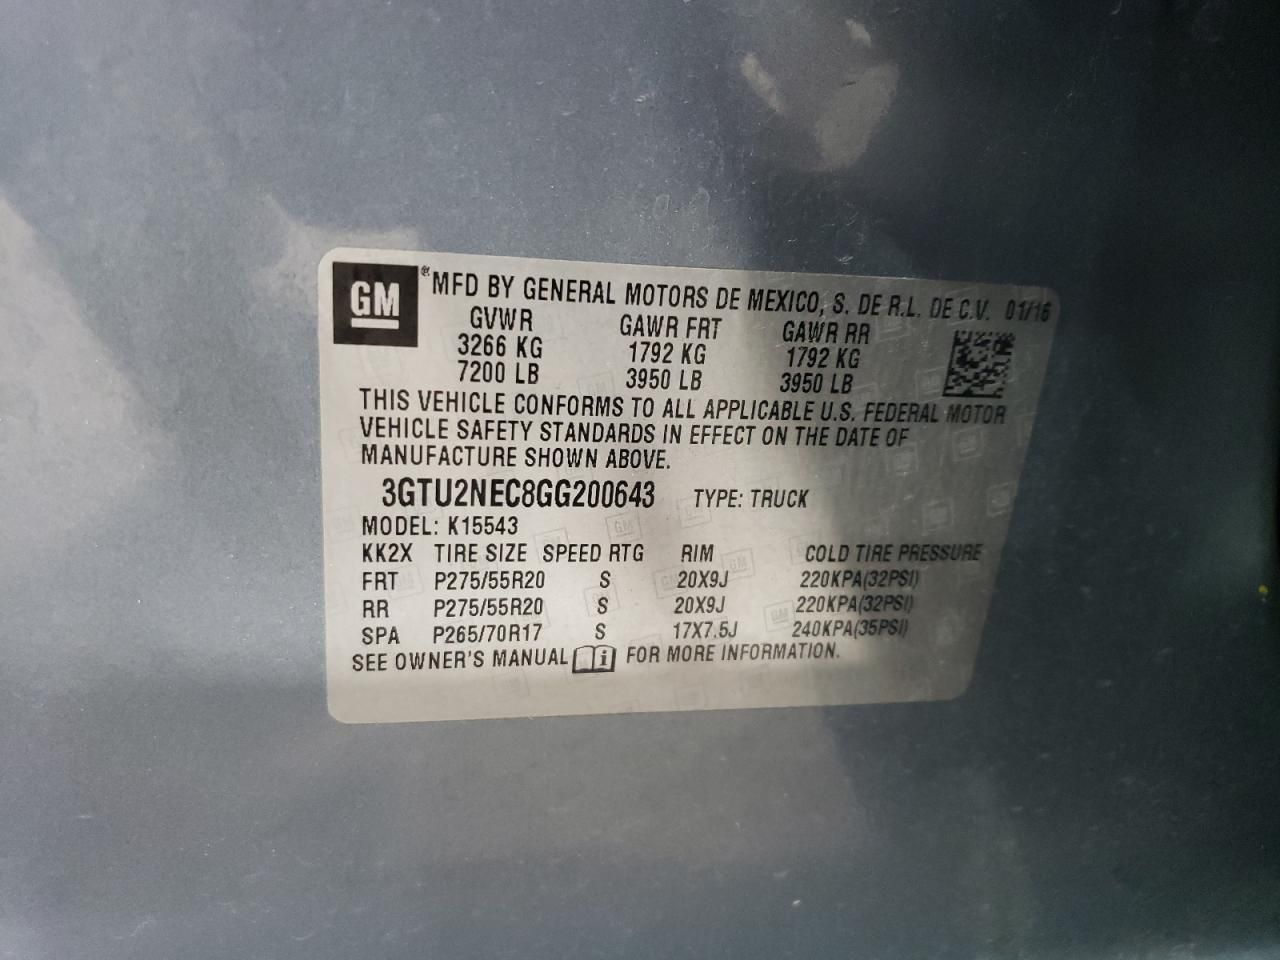 GM ® MFD BY GENERAL MOTORS DE MEXICO, S. DE R.L. DE C.V. 01/16
GVWR GAWR FRT GAWR RR
3266 KG 1792 KG 1792 KG
7200 LB 3950 LB 3950 LB
THIS VEHICLE CONFORMS TO ALL APPLICABLE U.S. FEDERAL MOTOR
VEHICLE SAFETY STANDARDS IN EFFECT ON THE DATE OF
MANUFACTURE SHOWN ABOVE.
3GTU2NEC8GG200643 TYPE: TRUCK
MODEL: K15543
KK2X TIRE SIZE SPEED RTG RIM COLD TIRE PRESSURE
FRT P275/55R20 S 20X9J 220KPA(32PSI)
RR P275/55R20 S 20X9J 220KPA(32PSI)
SPA P265/70R17 S 17X7.5J 240KPA(35PSI)
SEE OWNER'S MANUAL i FOR MORE INFORMATION.